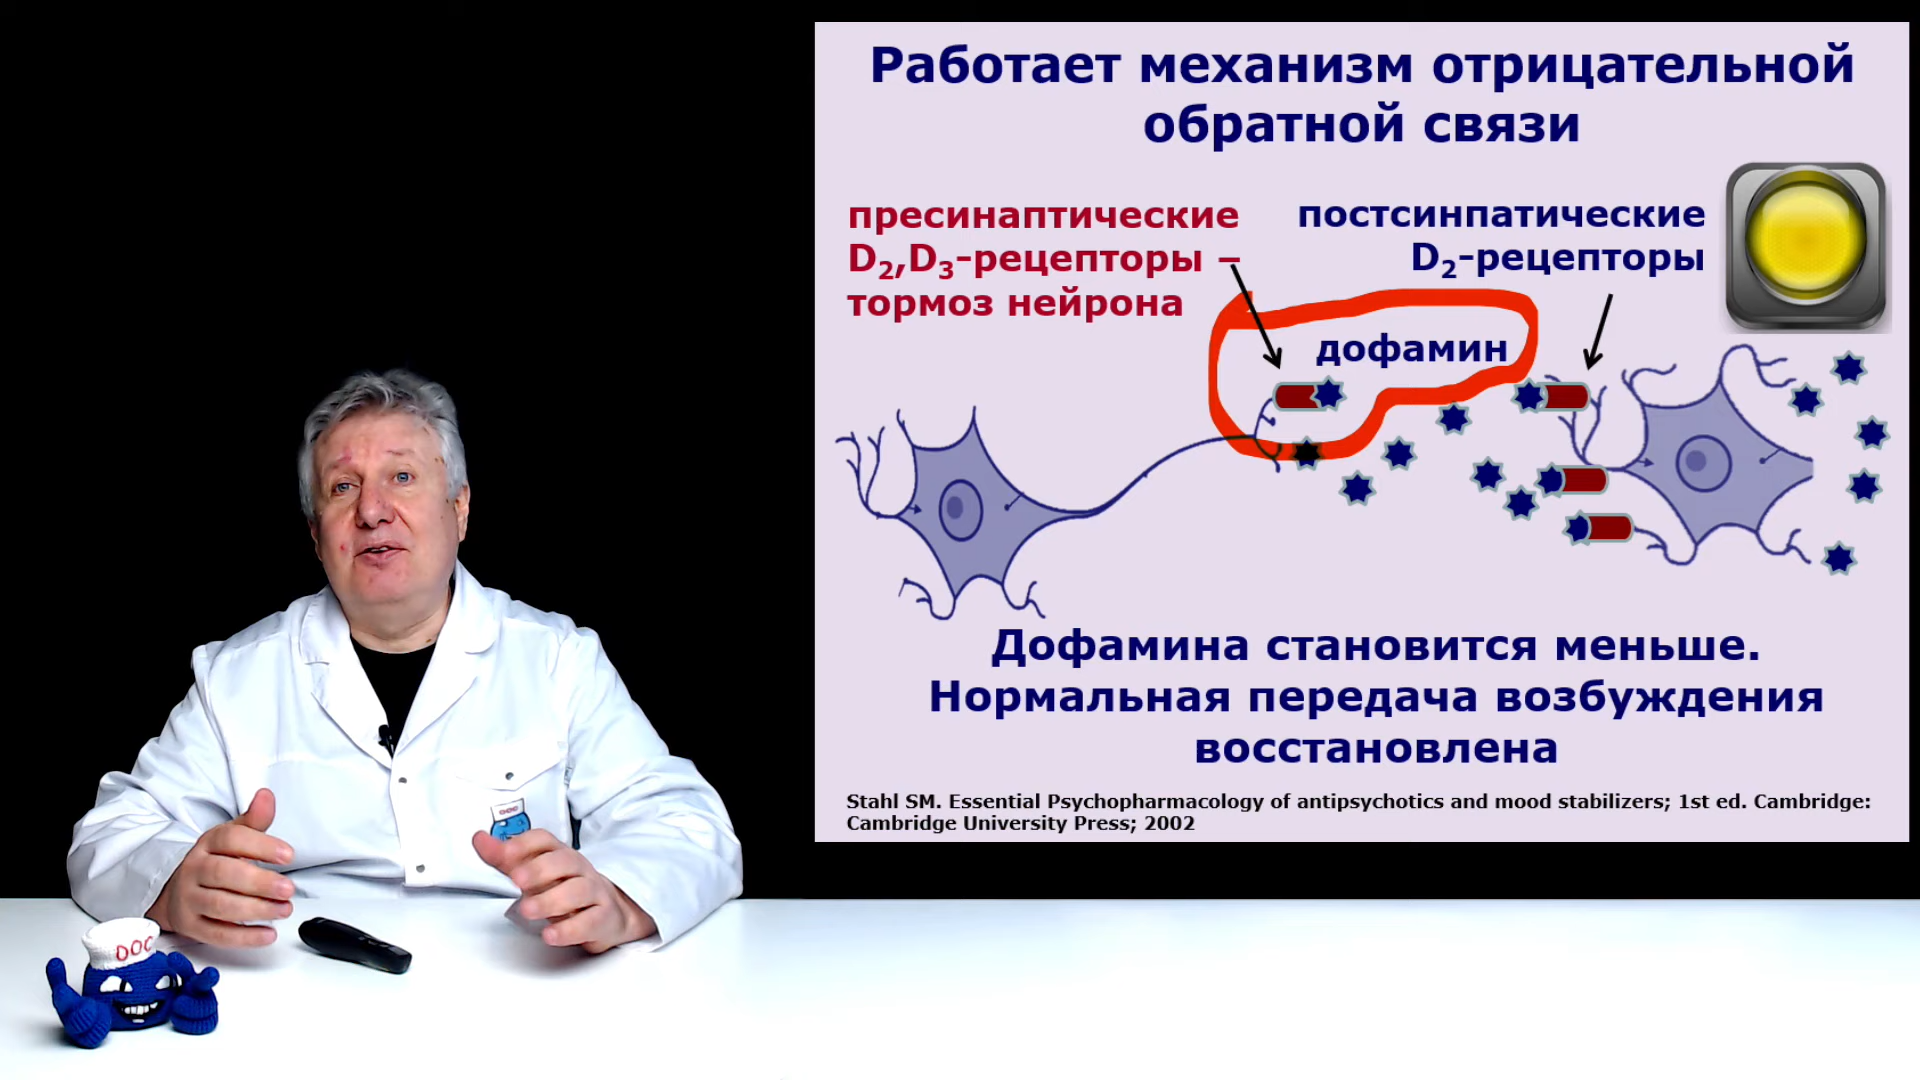 Работает механизм отрицательной
обратной связи
пресинаптические
D₂,D₃-рецепторы –
тормоз нейрона
постсинпатические
D₂-рецепторы
дофамин
Дофамина становится меньше.
Нормальная передача возбуждения
восстановлена
Stahl SM. Essential Psychopharmacology of antipsychotics and mood stabilizers; 1st ed. Cambridge:
Cambridge University Press; 2002
DOC